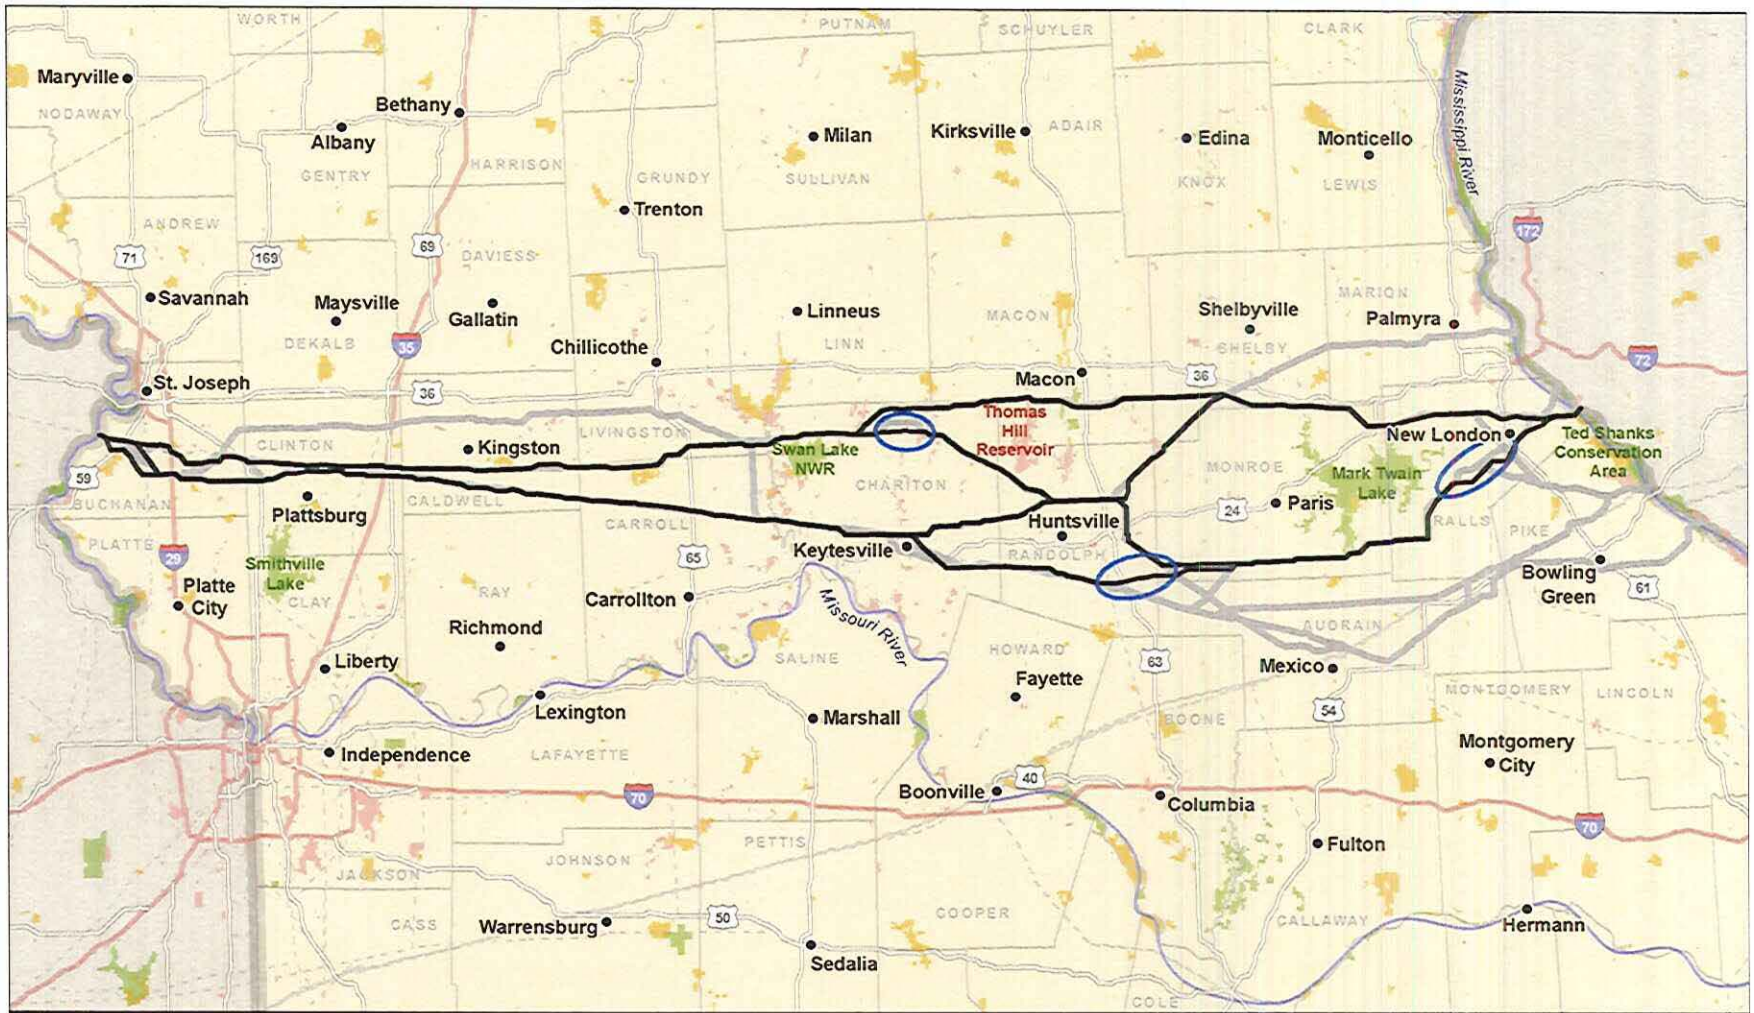 WORTH
PUTNAM
SCHUYLER
CLARK
Maryville
NODAWAY
Bethany
Albany
HARRISON
GENTRY
GRUNDY
Milan
SULLIVAN
Kirksville
ADAIR
Edina
KNOX
Monticello
LEWIS
Mississippi River
Trenton
ANDREW
71
169
69
DAVIESS
172
Savannah
Maysville
Gallatin
DEKALB
35
Linneus
LINN
MACON
MARION
Shelbyville
SHELBY
Palmyra
Chillicothe
72
St. Joseph
36
Macon
36
Thomas
Hill
Reservoir
CLINTON
Kingston
LIVINGSTON
Swan Lake
NWR
New London
Ted Shanks
Conservation
Area
59
BUCHANAN
CALDWELL
CHARITON
MONROE
Mark Twain
Lake
Plattsburg
CARROLL
Huntsville
24
Paris
RALLS
PIKE
PLATTE
29
Smithville
Lake
65
Keytesville
RANDOLPH
Bowling
Green
61
Platte
City
CLAY
RAY
Carrollton
Missouri River
AUDRAIN
Richmond
Liberty
SALINE
HOWARD
Fayette
63
Mexico
MONTGOMERY
LINCOLN
Lexington
Marshall
BOONE
54
Independence
LAFAYETTE
Montgomery
City
70
Boonville
40
Columbia
70
PETTIS
Fulton
JOHNSON
JACKSON
CASS
Warrensburg
50
COOPER
CALLAWAY
Hermann
Sedalia
COLE